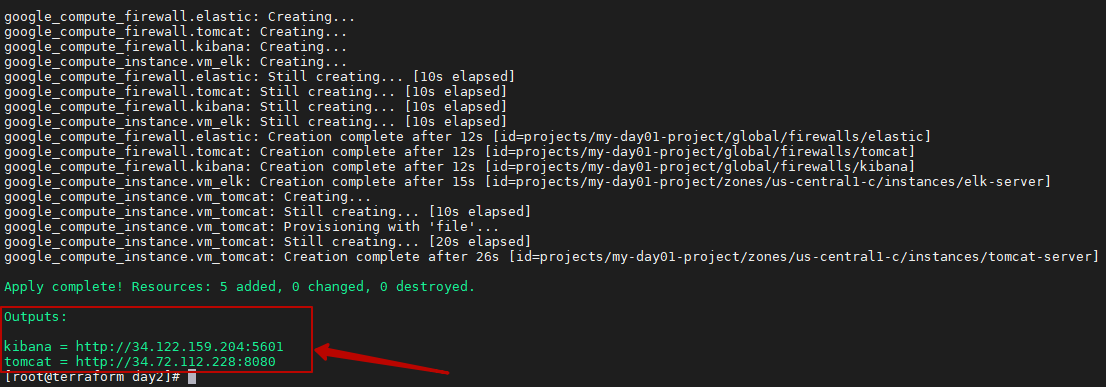 google_compute_firewall.elastic: Creating...
google_compute_firewall.tomcat: Creating...
google_compute_firewall.kibana: Creating...
google_compute_instance.vm_elk: Creating...
google_compute_firewall.elastic: Still creating... [10s elapsed]
google_compute_firewall.tomcat: Still creating... [10s elapsed]
google_compute_firewall.kibana: Still creating... [10s elapsed]
google_compute_instance.vm_elk: Still creating... [10s elapsed]
google_compute_firewall.elastic: Creation complete after 12s [id=projects/my-day01-project/global/firewalls/elastic]
google_compute_firewall.tomcat: Creation complete after 12s [id=projects/my-day01-project/global/firewalls/tomcat]
google_compute_firewall.kibana: Creation complete after 12s [id=projects/my-day01-project/global/firewalls/kibana]
google_compute_instance.vm_elk: Creation complete after 15s [id=projects/my-day01-project/zones/us-central1-c/instances/elk-server]
google_compute_instance.vm_tomcat: Creating...
google_compute_instance.vm_tomcat: Still creating... [10s elapsed]
google_compute_instance.vm_tomcat: Provisioning with 'file'...
google_compute_instance.vm_tomcat: Still creating... [20s elapsed]
google_compute_instance.vm_tomcat: Creation complete after 26s [id=projects/my-day01-project/zones/us-central1-c/instances/tomcat-server]
Apply complete! Resources: 5 added, 0 changed, 0 destroyed.
Outputs:
kibana = http://34.122.159.204:5601
tomcat = http://34.72.112.228:8080
[root@terraform day2]#